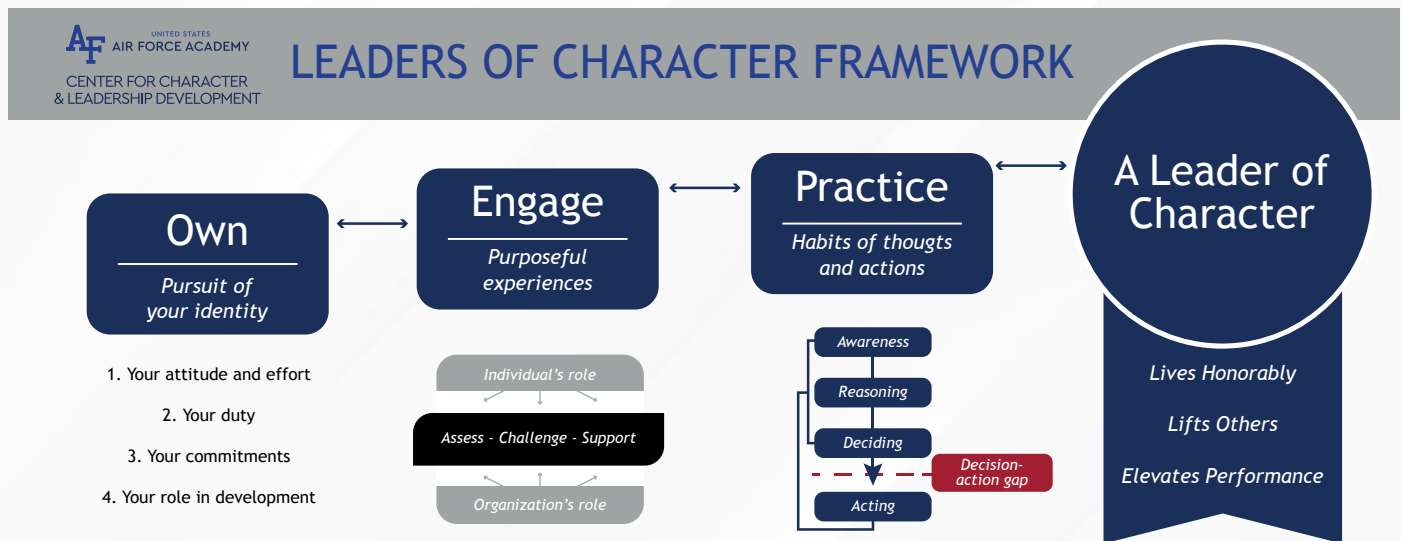 AF
UNITED STATES
AIR FORCE ACADEMY
CENTER FOR CHARACTER
& LEADERSHIP DEVELOPMENT
LEADERS OF CHARACTER FRAMEWORK
Own
Pursuit of
your identity
1. Your attitude and effort
2. Your duty
3. Your commitments
4. Your role in development
Engage
Purposeful
experiences
Individual's role
Assess - Challenge - Support
Organization's role
Practice
Habits of thougts
and actions
Awareness
Reasoning
Deciding
Decision-
action gap
Acting
A Leader of
Character
Lives Honorably
Lifts Others
Elevates Performance